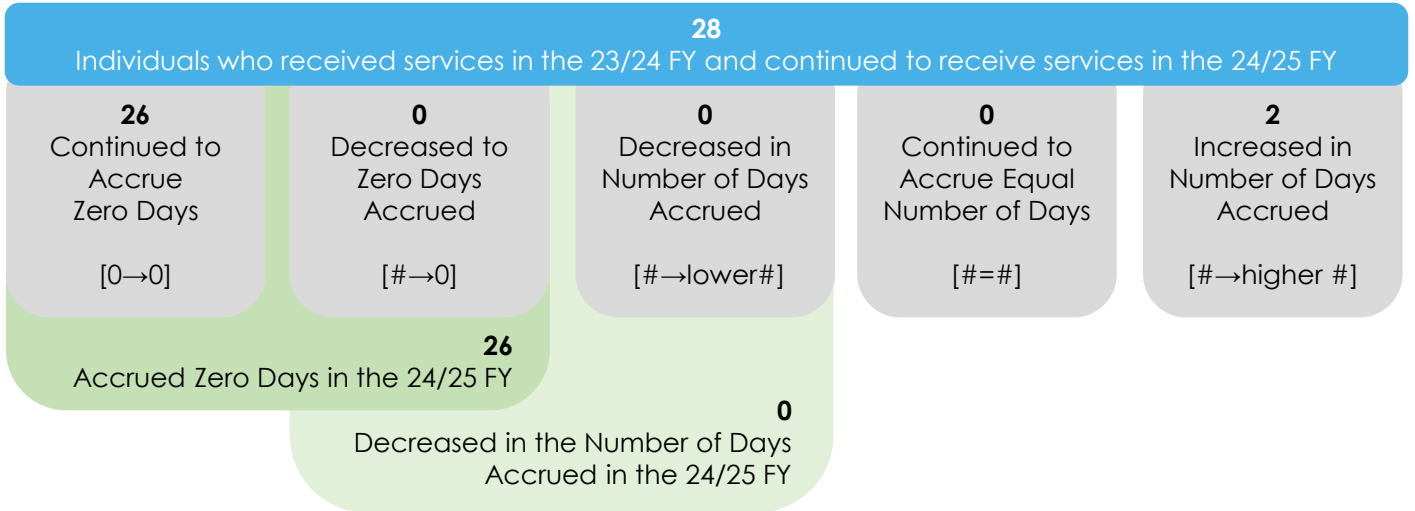 28
Individuals who received services in the 23/24 FY and continued to receive services in the 24/25 FY
26
Continued to
Accrue
Zero Days
[0→0]
0
Decreased to
Zero Days
Accrued
[#→0]
0
Decreased in
Number of Days
Accrued
[#→lower#]
0
Continued to
Accrue Equal
Number of Days
[#=#]
2
Increased in
Number of Days
Accrued
[#→higher #]
26
Accrued Zero Days in the 24/25 FY
0
Decreased in the Number of Days
Accrued in the 24/25 FY